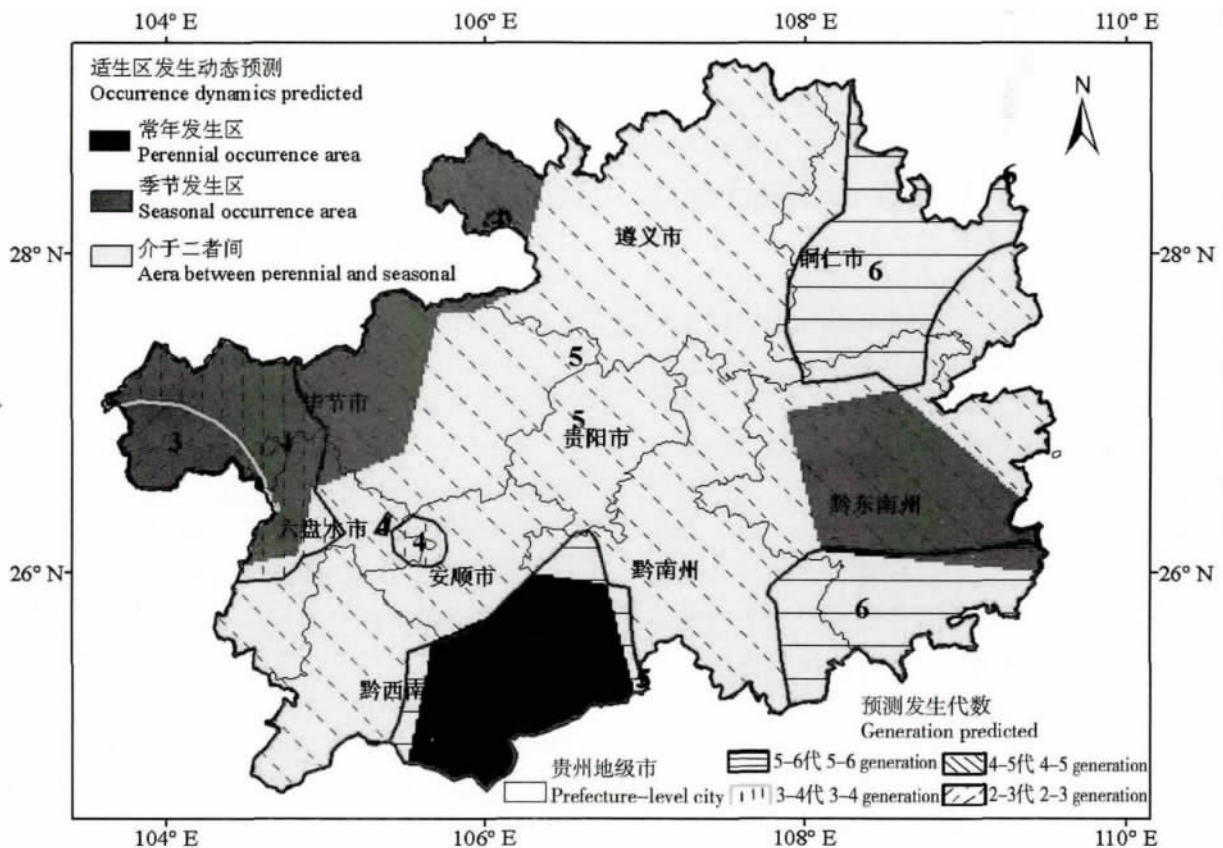 104° E 106° E 108° E 110° E
适生区发生动态预测
Occurrence dynamics predicted
常年发生区
Perennial occurrence area
季节发生区
Seasonal occurrence area
介于二者间
Aera between perennial and seasonal
N
28° N
28° N
26° N
26° N
遵义市
铜仁市
6
6
5
5
贵阳市
毕节市
3
六盘水市
4
4
安顺市
黔南州
黔东南州
6
黔西南
5
预测发生代数
Generation predicted
贵州地级市
Prefecture-level city
5-6代 5-6 generation
4-5代 4-5 generation
3-4代 3-4 generation
2-3代 2-3 generation
104° E 106° E 108° E 110° E